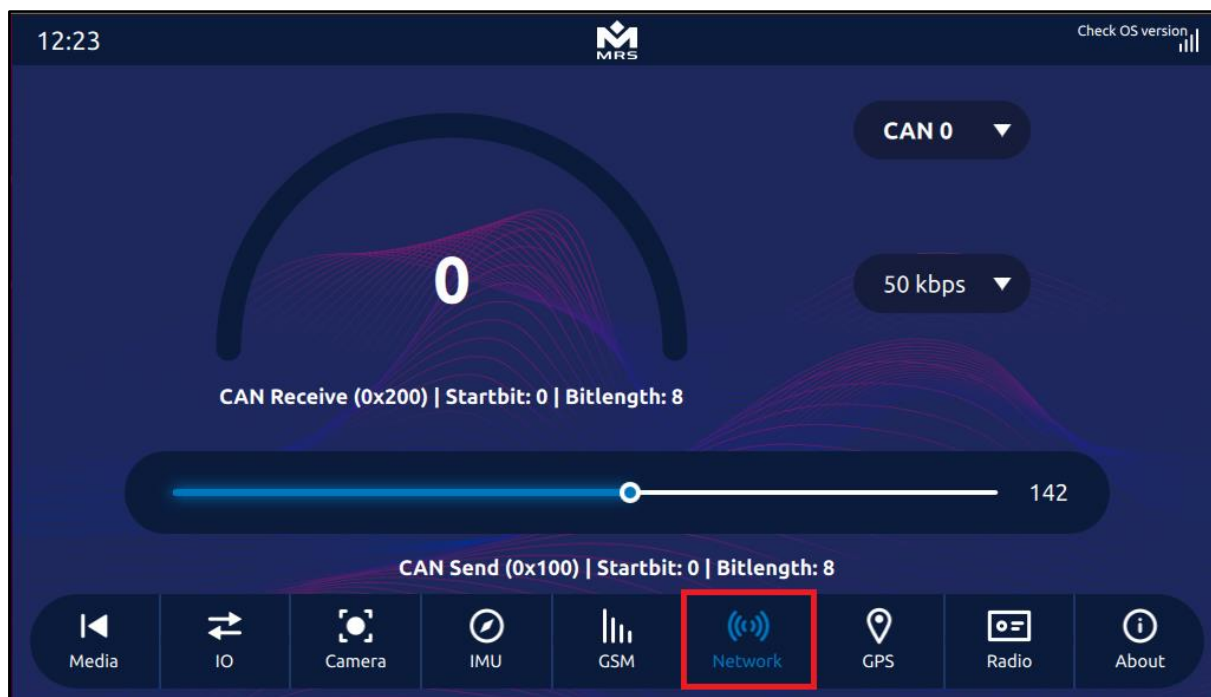 12:23
MRS
Check OS version
CAN 0
0
50 kbps
CAN Receive (0x200) | Startbit: 0 | Bitlength: 8
142
CAN Send (0x100) | Startbit: 0 | Bitlength: 8
Media
IO
Camera
IMU
GSM
Network
GPS
Radio
About